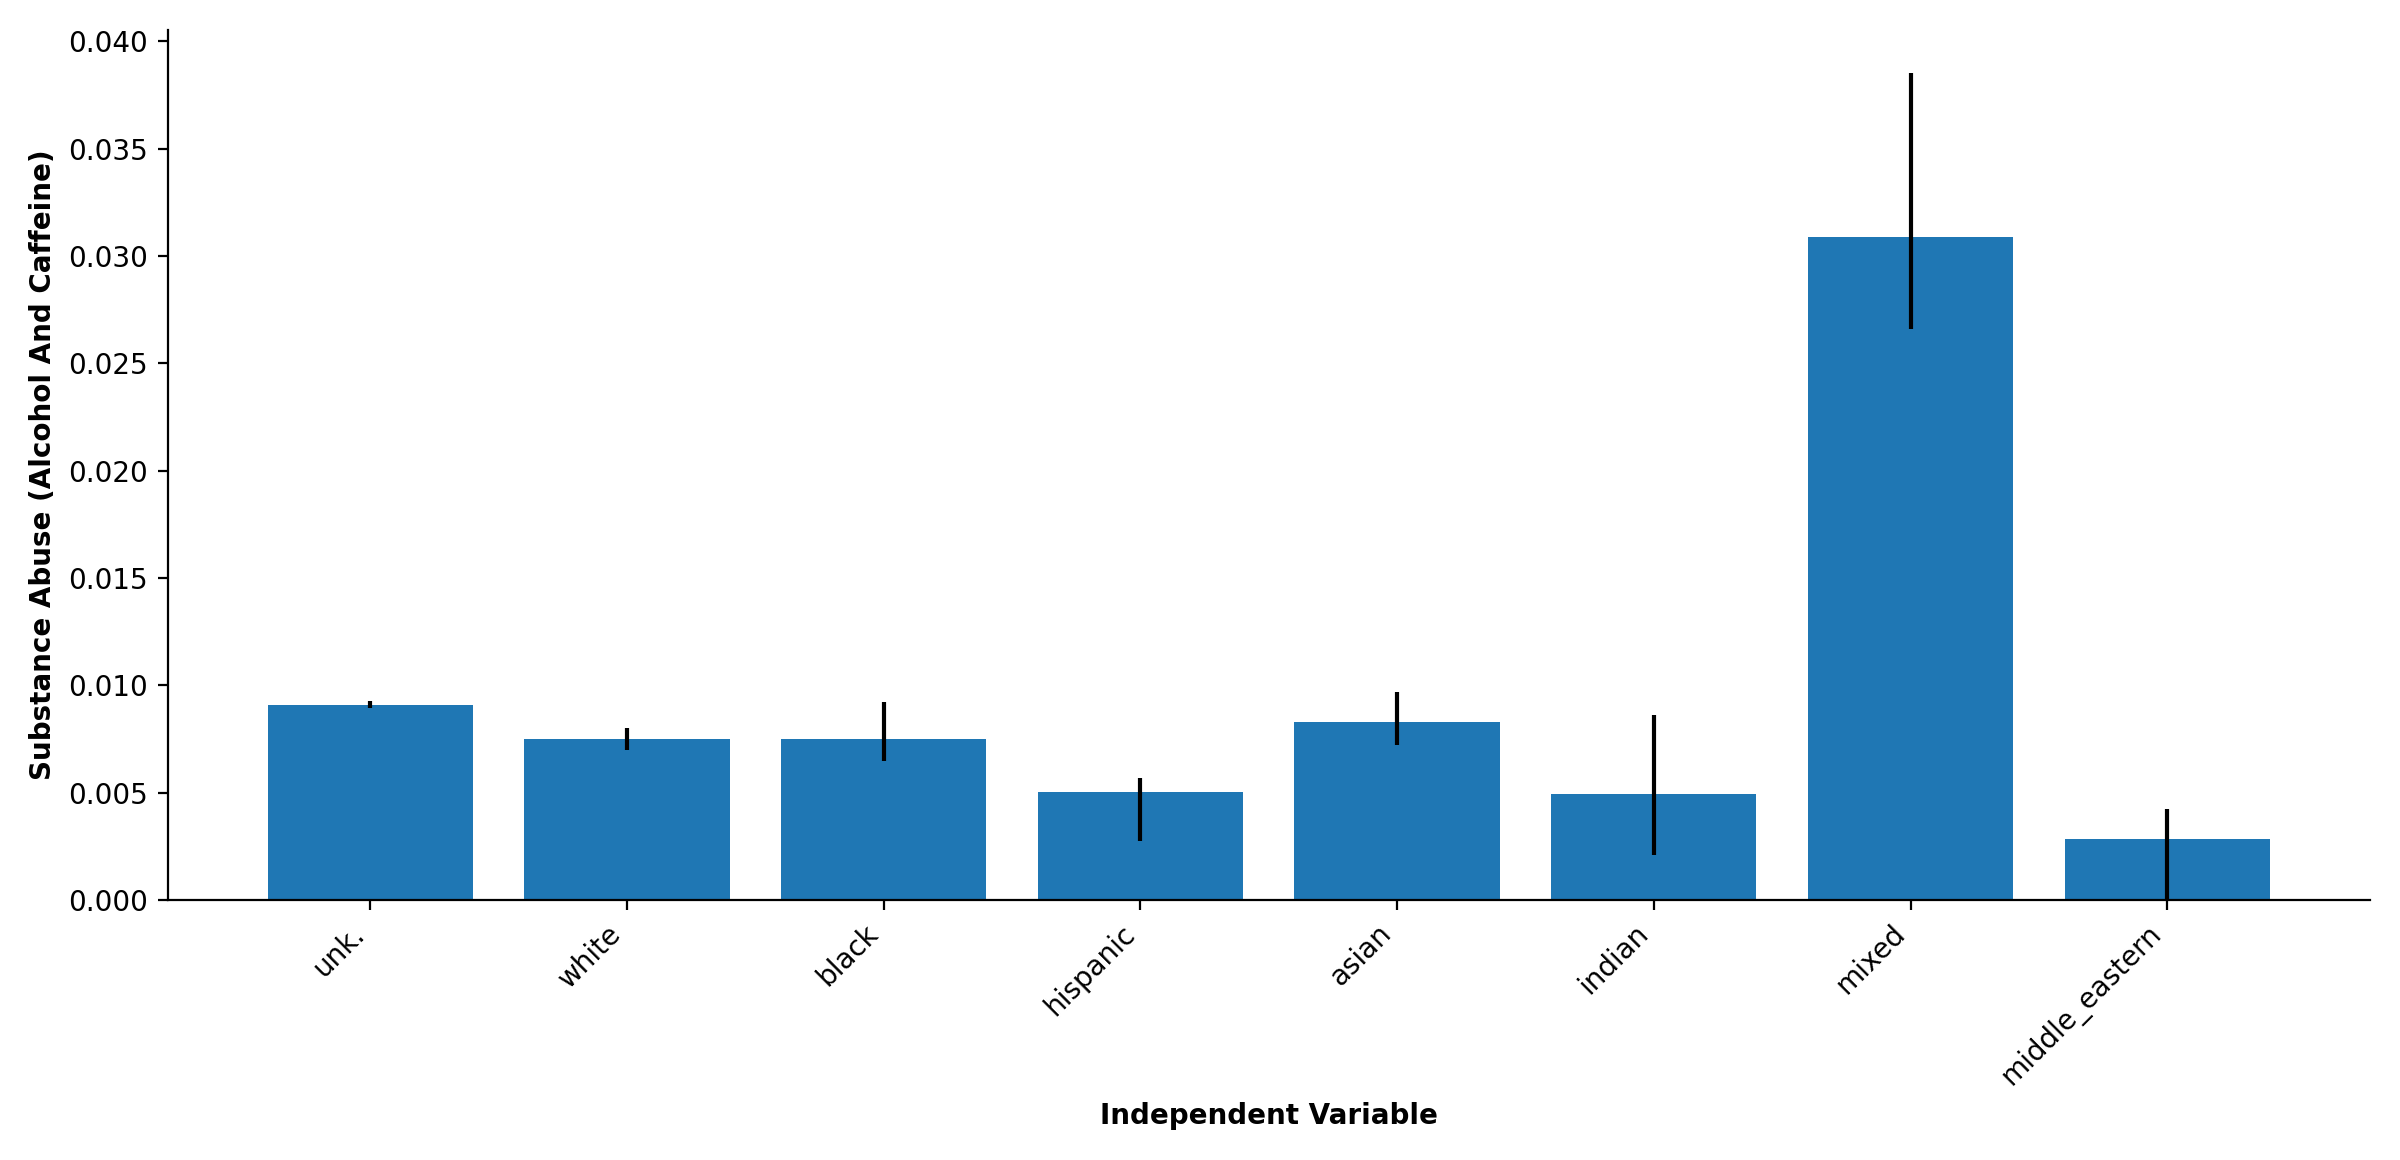 Substance Abuse (Alcohol And Caffeine)
0.040
0.035
0.030
0.025
0.020
0.015
0.010
0.005
0.000
unk.
white
black
hispanic
asian
indian
mixed
middle_eastern
Independent Variable